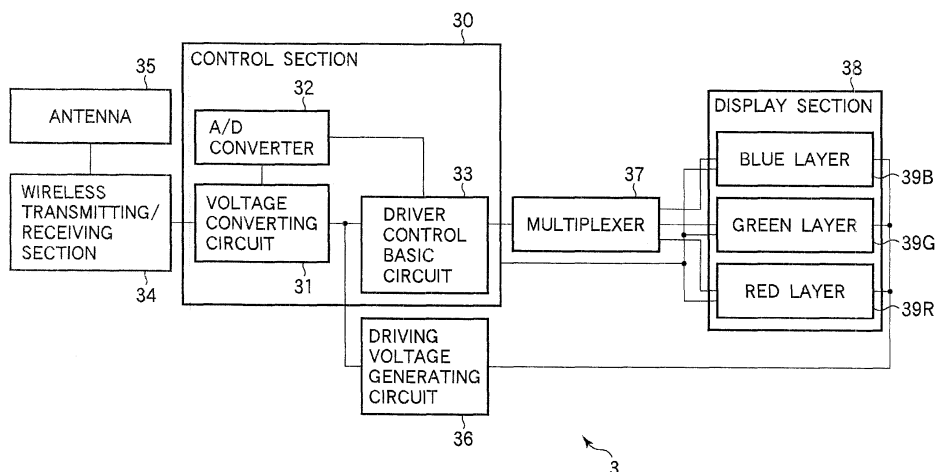 30
CONTROL SECTION
35
ANTENNA
32
A/D
CONVERTER
38
DISPLAY SECTION
BLUE LAYER
39B
WIRELESS
TRANSMITTING/
RECEIVING
SECTION
34
VOLTAGE
CONVERTING
CIRCUIT
31
33
DRIVER
CONTROL
BASIC
CIRCUIT
37
MULTIPLEXER
GREEN LAYER
39G
RED LAYER
39R
DRIVING
VOLTAGE
GENERATING
CIRCUIT
36
3